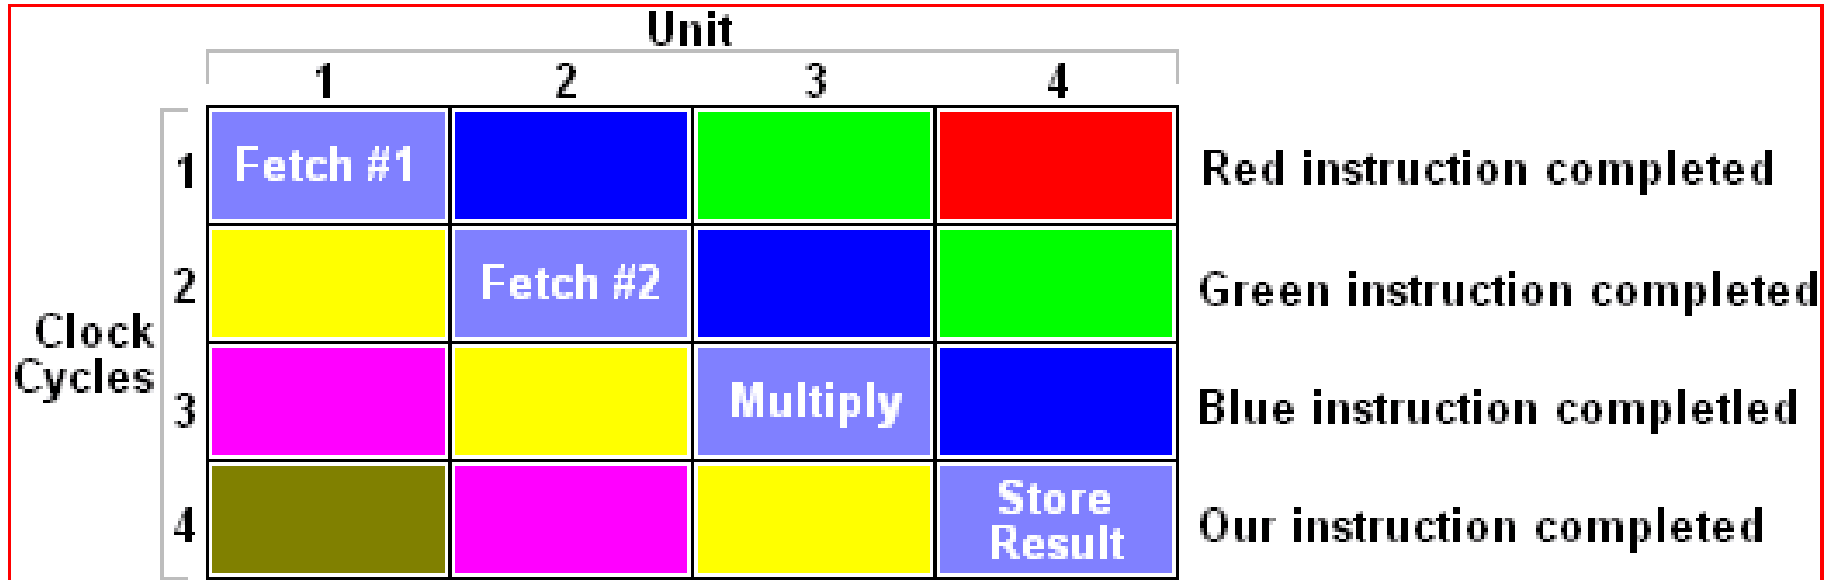 Unit
1 2 3 4
1 Fetch #1 Red instruction completed
2 Fetch #2 Green instruction completed
Clock
Cycles
3 Multiply Blue instruction completled
4 Store
Result Our instruction completed